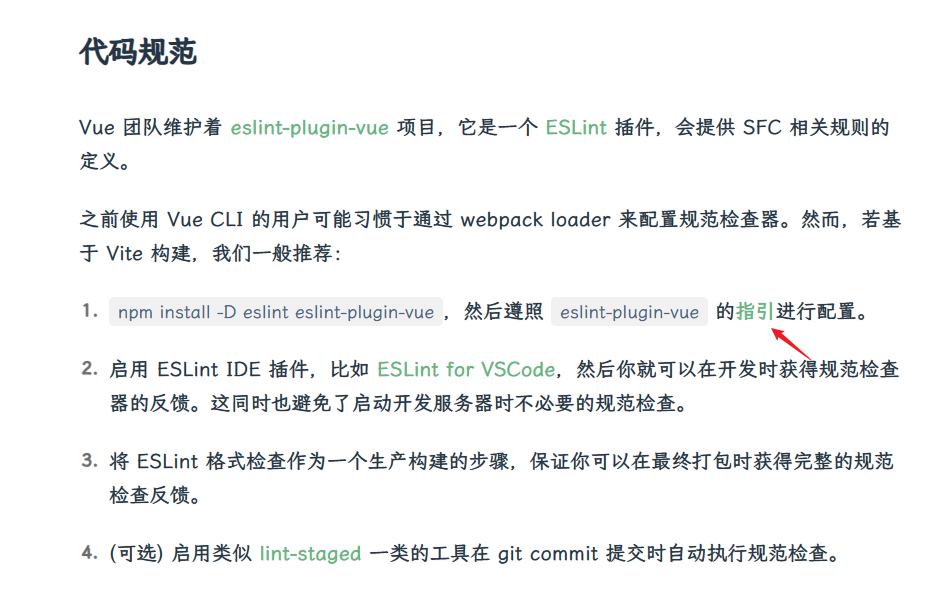 代码规范
Vue 团队维护着 eslint-plugin-vue 项目，它是一个 ESLint 插件，会提供 SFC 相关规则的
定义。
之前使用 Vue CLI 的用户可能习惯于通过 webpack loader 来配置规范检查器。然而，若基
于 Vite 构建，我们一般推荐：
1. npm install -D eslint eslint-plugin-vue，然后遵照 eslint-plugin-vue 的指引进行配置。
2. 启用 ESLint IDE 插件，比如 ESLint for VSCode，然后你就可以在开发时获得规范检查
器的反馈。这同时也避免了启动开发服务器时不必要的规范检查。
3. 将 ESLint 格式检查作为一个生产构建的步骤，保证你可以在最终打包时获得完整的规范
检查反馈。
4. (可选) 启用类似 lint-staged 一类的工具在 git commit 提交时自动执行规范检查。